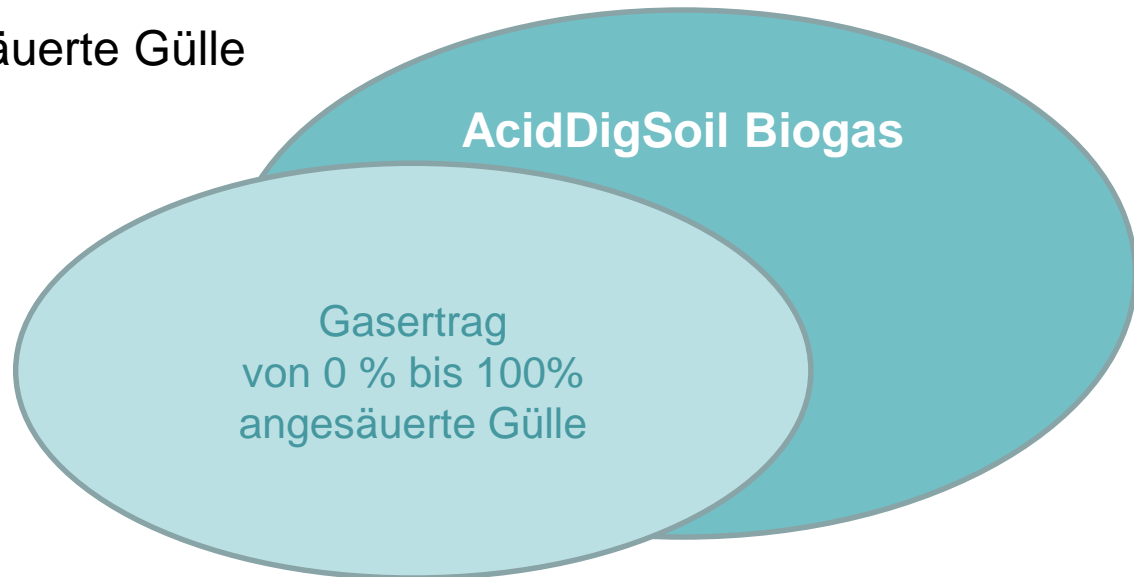 äuerte Gülle
AcidDigSoil Biogas
Gasertrag
von 0 % bis 100%
angesäuerte Gülle